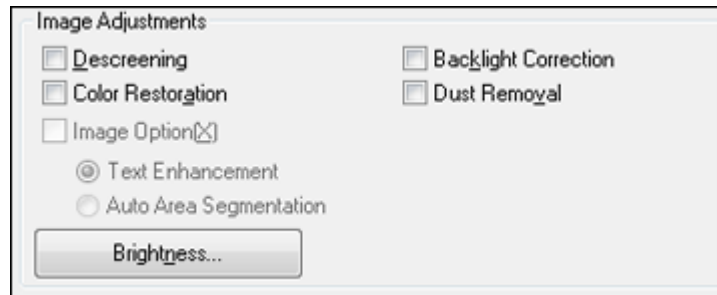 Image Adjustments
Descreening
Backlight Correction
Color Restoration
Dust Removal
Image Option(X)
Text Enhancement
Auto Area Segmentation
Brightness...